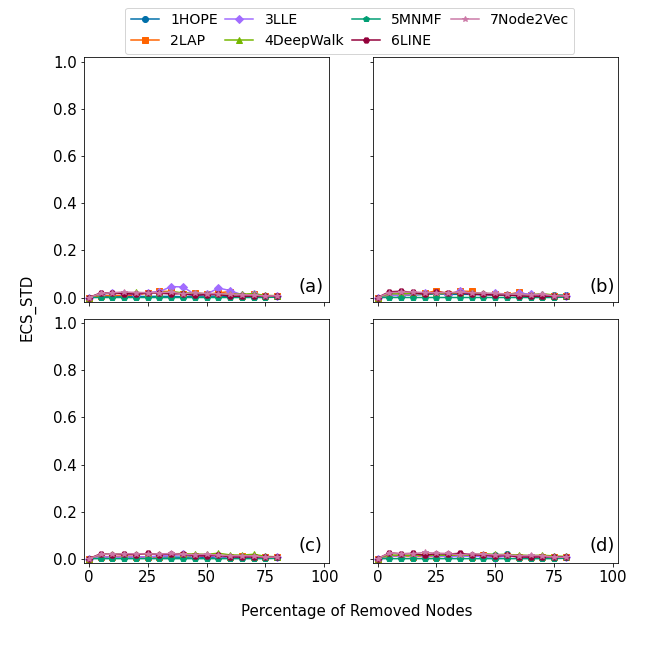 1HOPE 3LLE 5MNMF 7Node2Vec
2LAP 4DeepWalk 6LINE
1.0
0.8
0.6
0.4
0.2
0.0
(a) (b)
ECS_STD
1.0
0.8
0.6
0.4
0.2
0.0
(c) (d)
0 25 50 75 100 0 25 50 75 100
Percentage of Removed Nodes